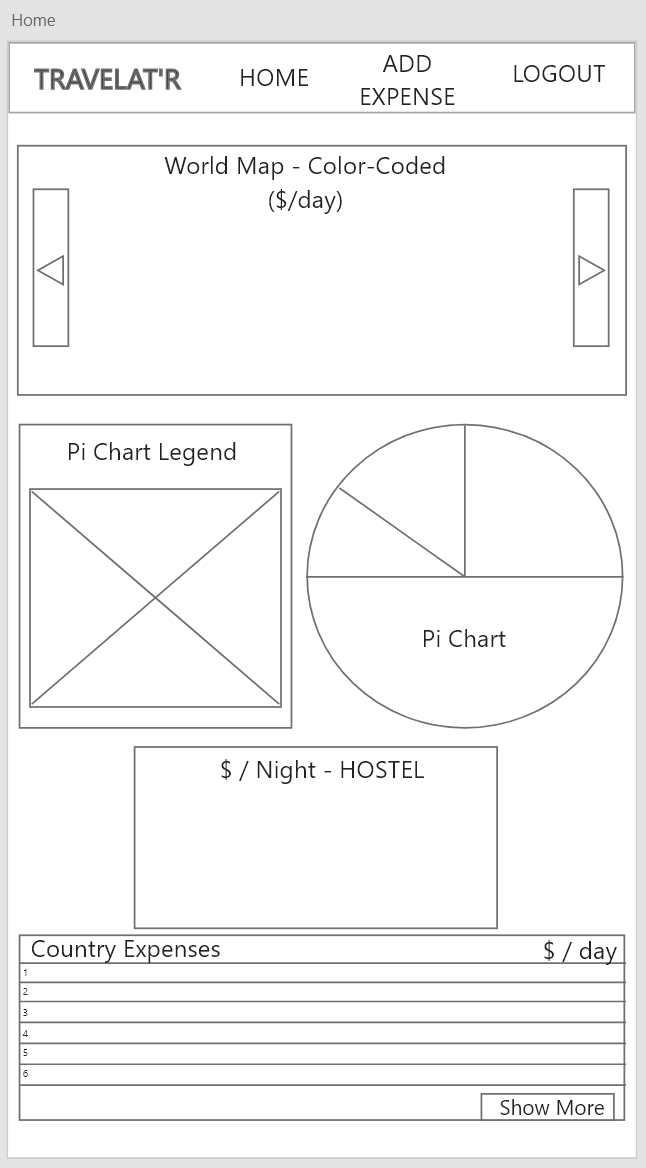 Home
TRAVELAT'R
HOME
ADD
EXPENSE
LOGOUT
World Map - Color-Coded
($/day)
Pi Chart Legend
Pi Chart
$ / Night - HOSTEL
Country Expenses
$ / day
1
2
3
4
5
6
Show More